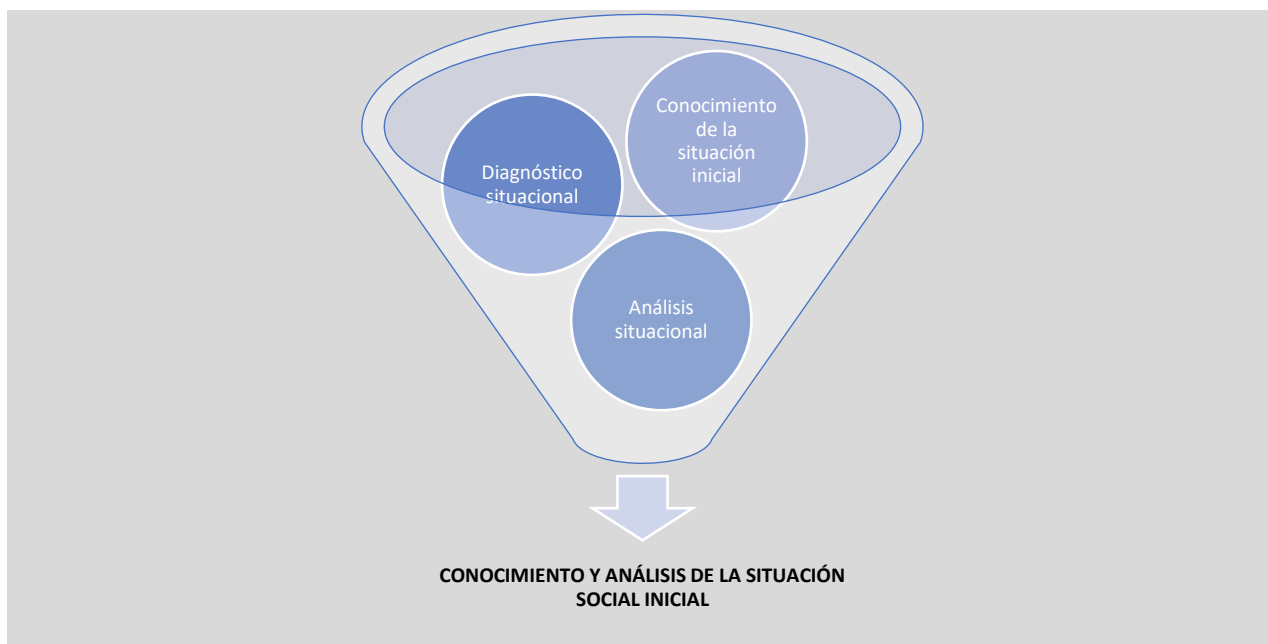 Conocimiento
de la
situación
inicial
Diagnóstico
situacional
Análisis
situacional
CONOCIMIENTO Y ANÁLISIS DE LA SITUACIÓN
SOCIAL INICIAL